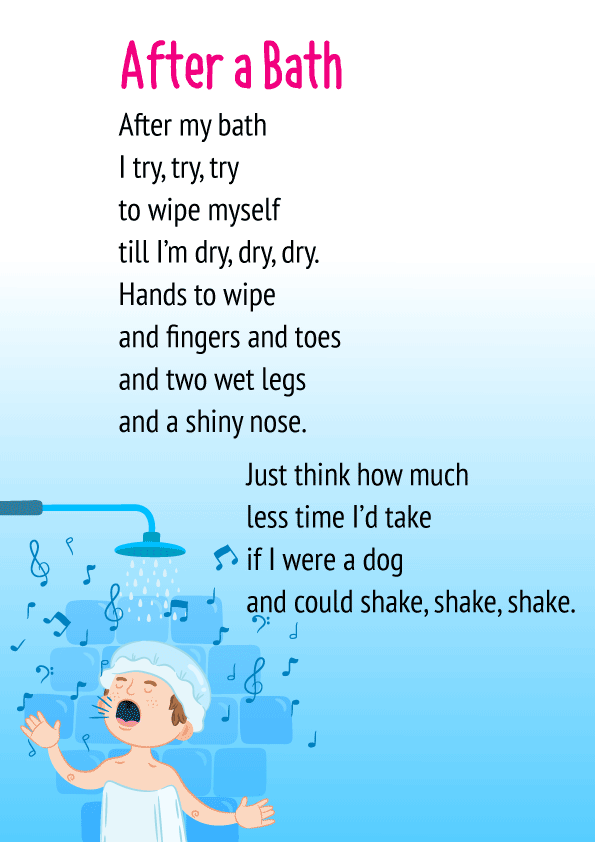 After a Bath
After my bath
I try, try, try
to wipe myself
till I’m dry, dry, dry.
Hands to wipe
and fingers and toes
and two wet legs
and a shiny nose.
Just think how much
less time I’d take
if I were a dog
and could shake, shake, shake.